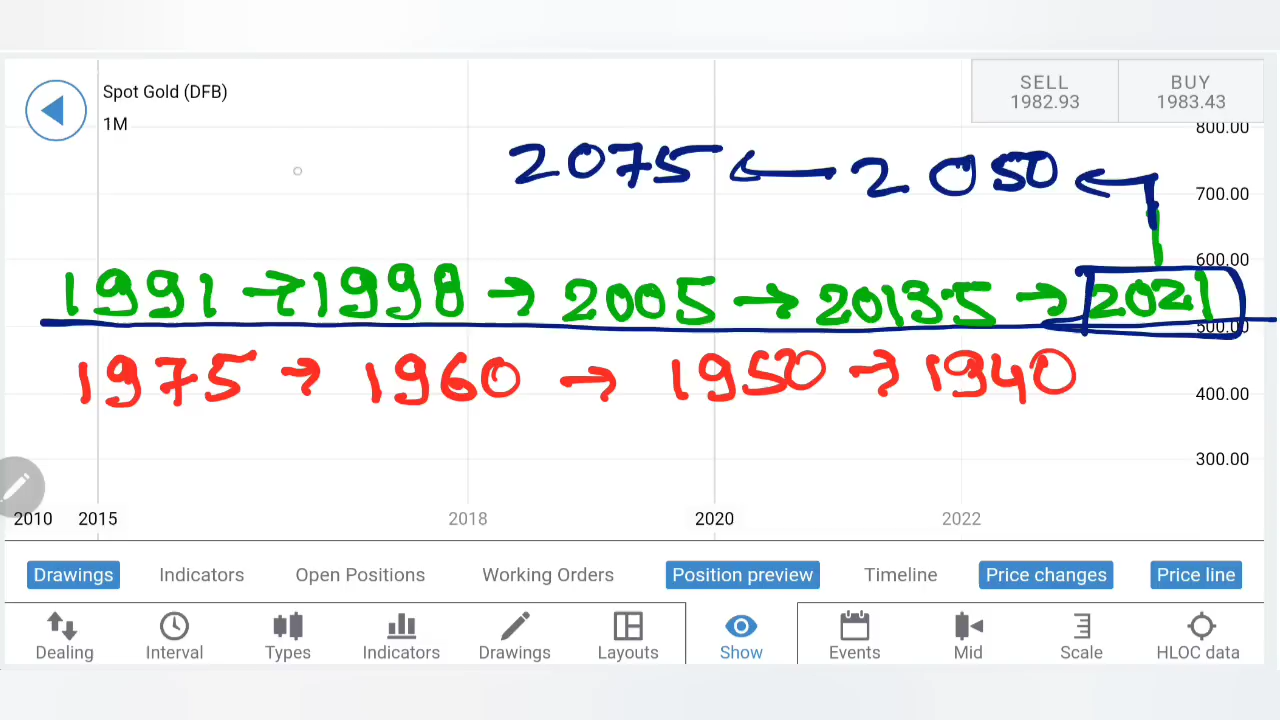 Spot Gold (DFB)
1M
SELL
1982.93
BUY
1983.43
800.00
2075 ← 2050 ←
700.00
600.00
1991 → 1998 → 2005 → 2013.5 → 2021
500.00
1975 → 1960 → 1950 → 1940
400.00
300.00
2010 2015 2018 2020 2022
Drawings Indicators Open Positions Working Orders Position preview Timeline Price changes Price line
Dealing Interval Types Indicators Drawings Layouts Show Events Mid Scale HLOC data